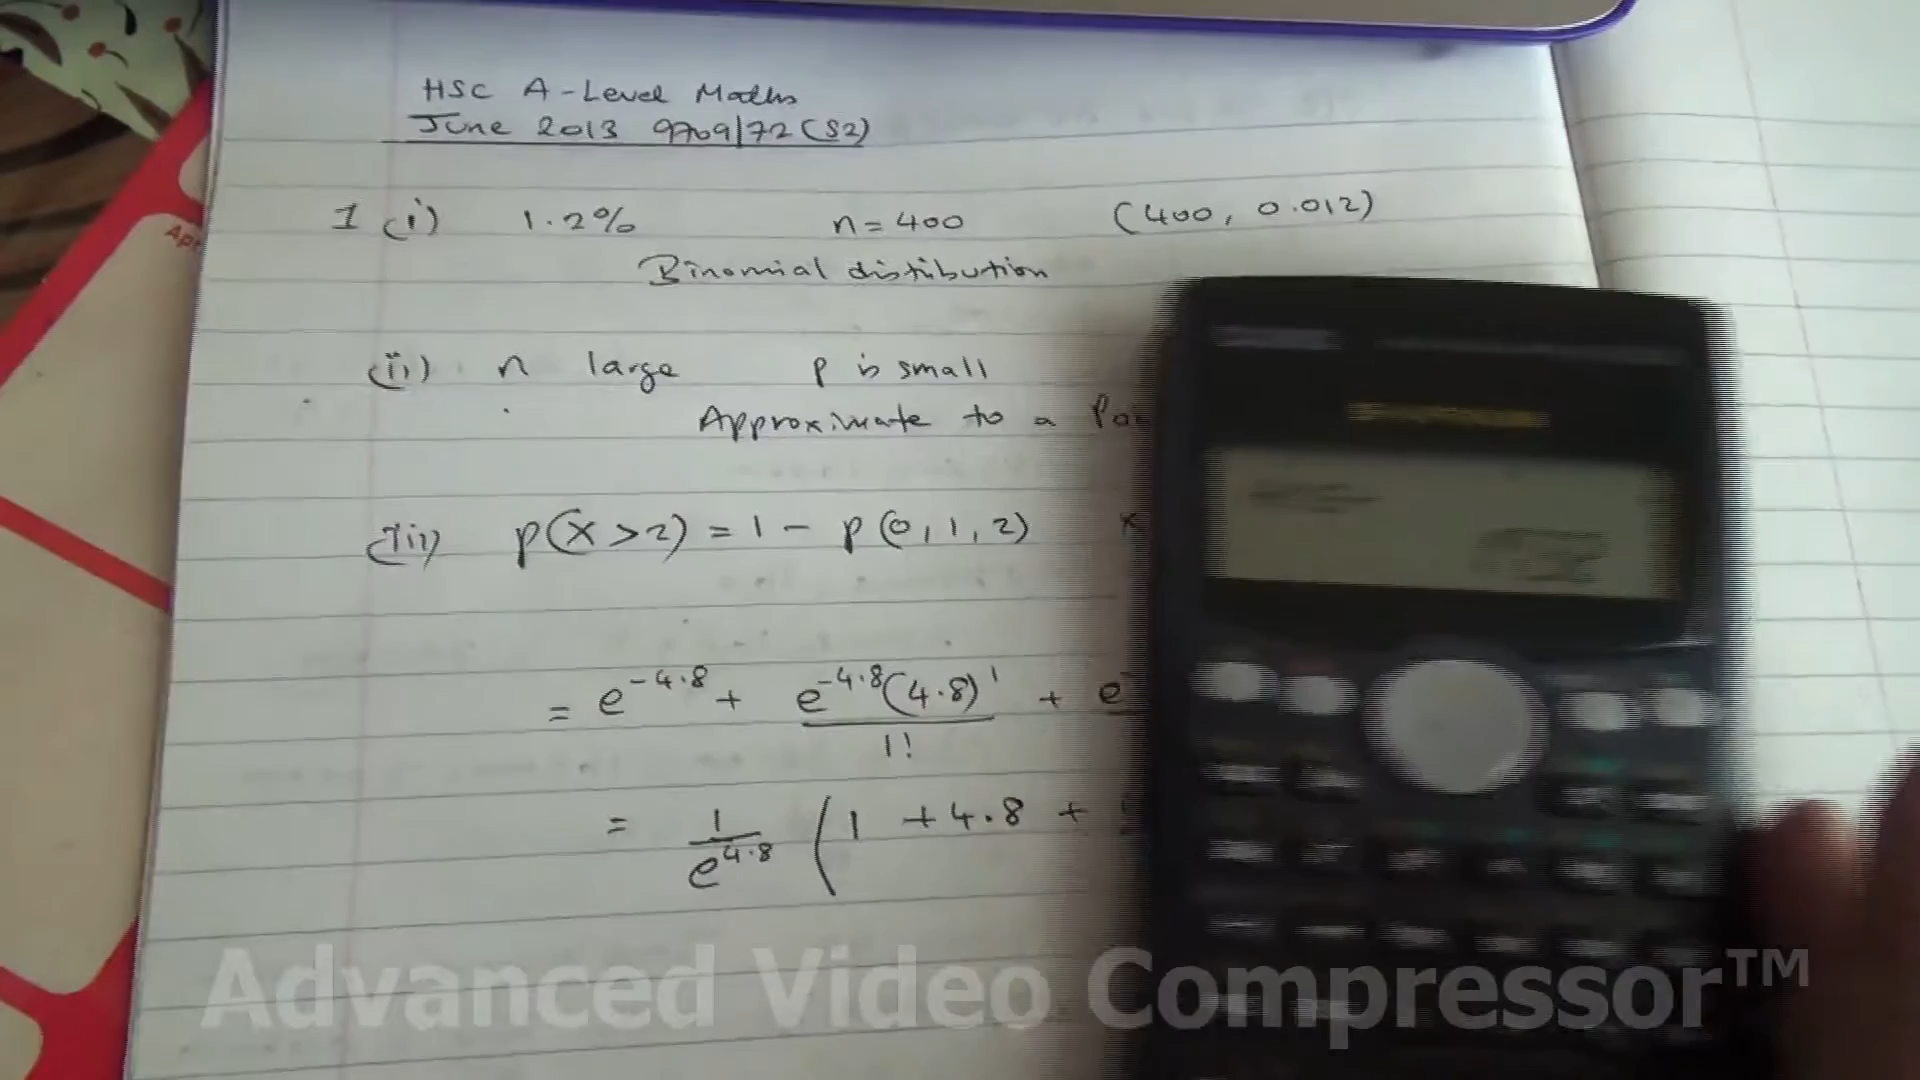 HSC A-Level Maths
June 2013 9709/72 (S2)
1 (i) 1.2% n = 400 (400, 0.012)
Binomial distribution
(ii) n large p is small
Approximate to a
(iii) p(x > 2) = 1 - p(0, 1, 2)
= e^-4.8 + e^-4.8(4.8)^1 / 1! + e
= 1/e^4.8 ( 1 + 4.8 +
Advanced Video Compressor™